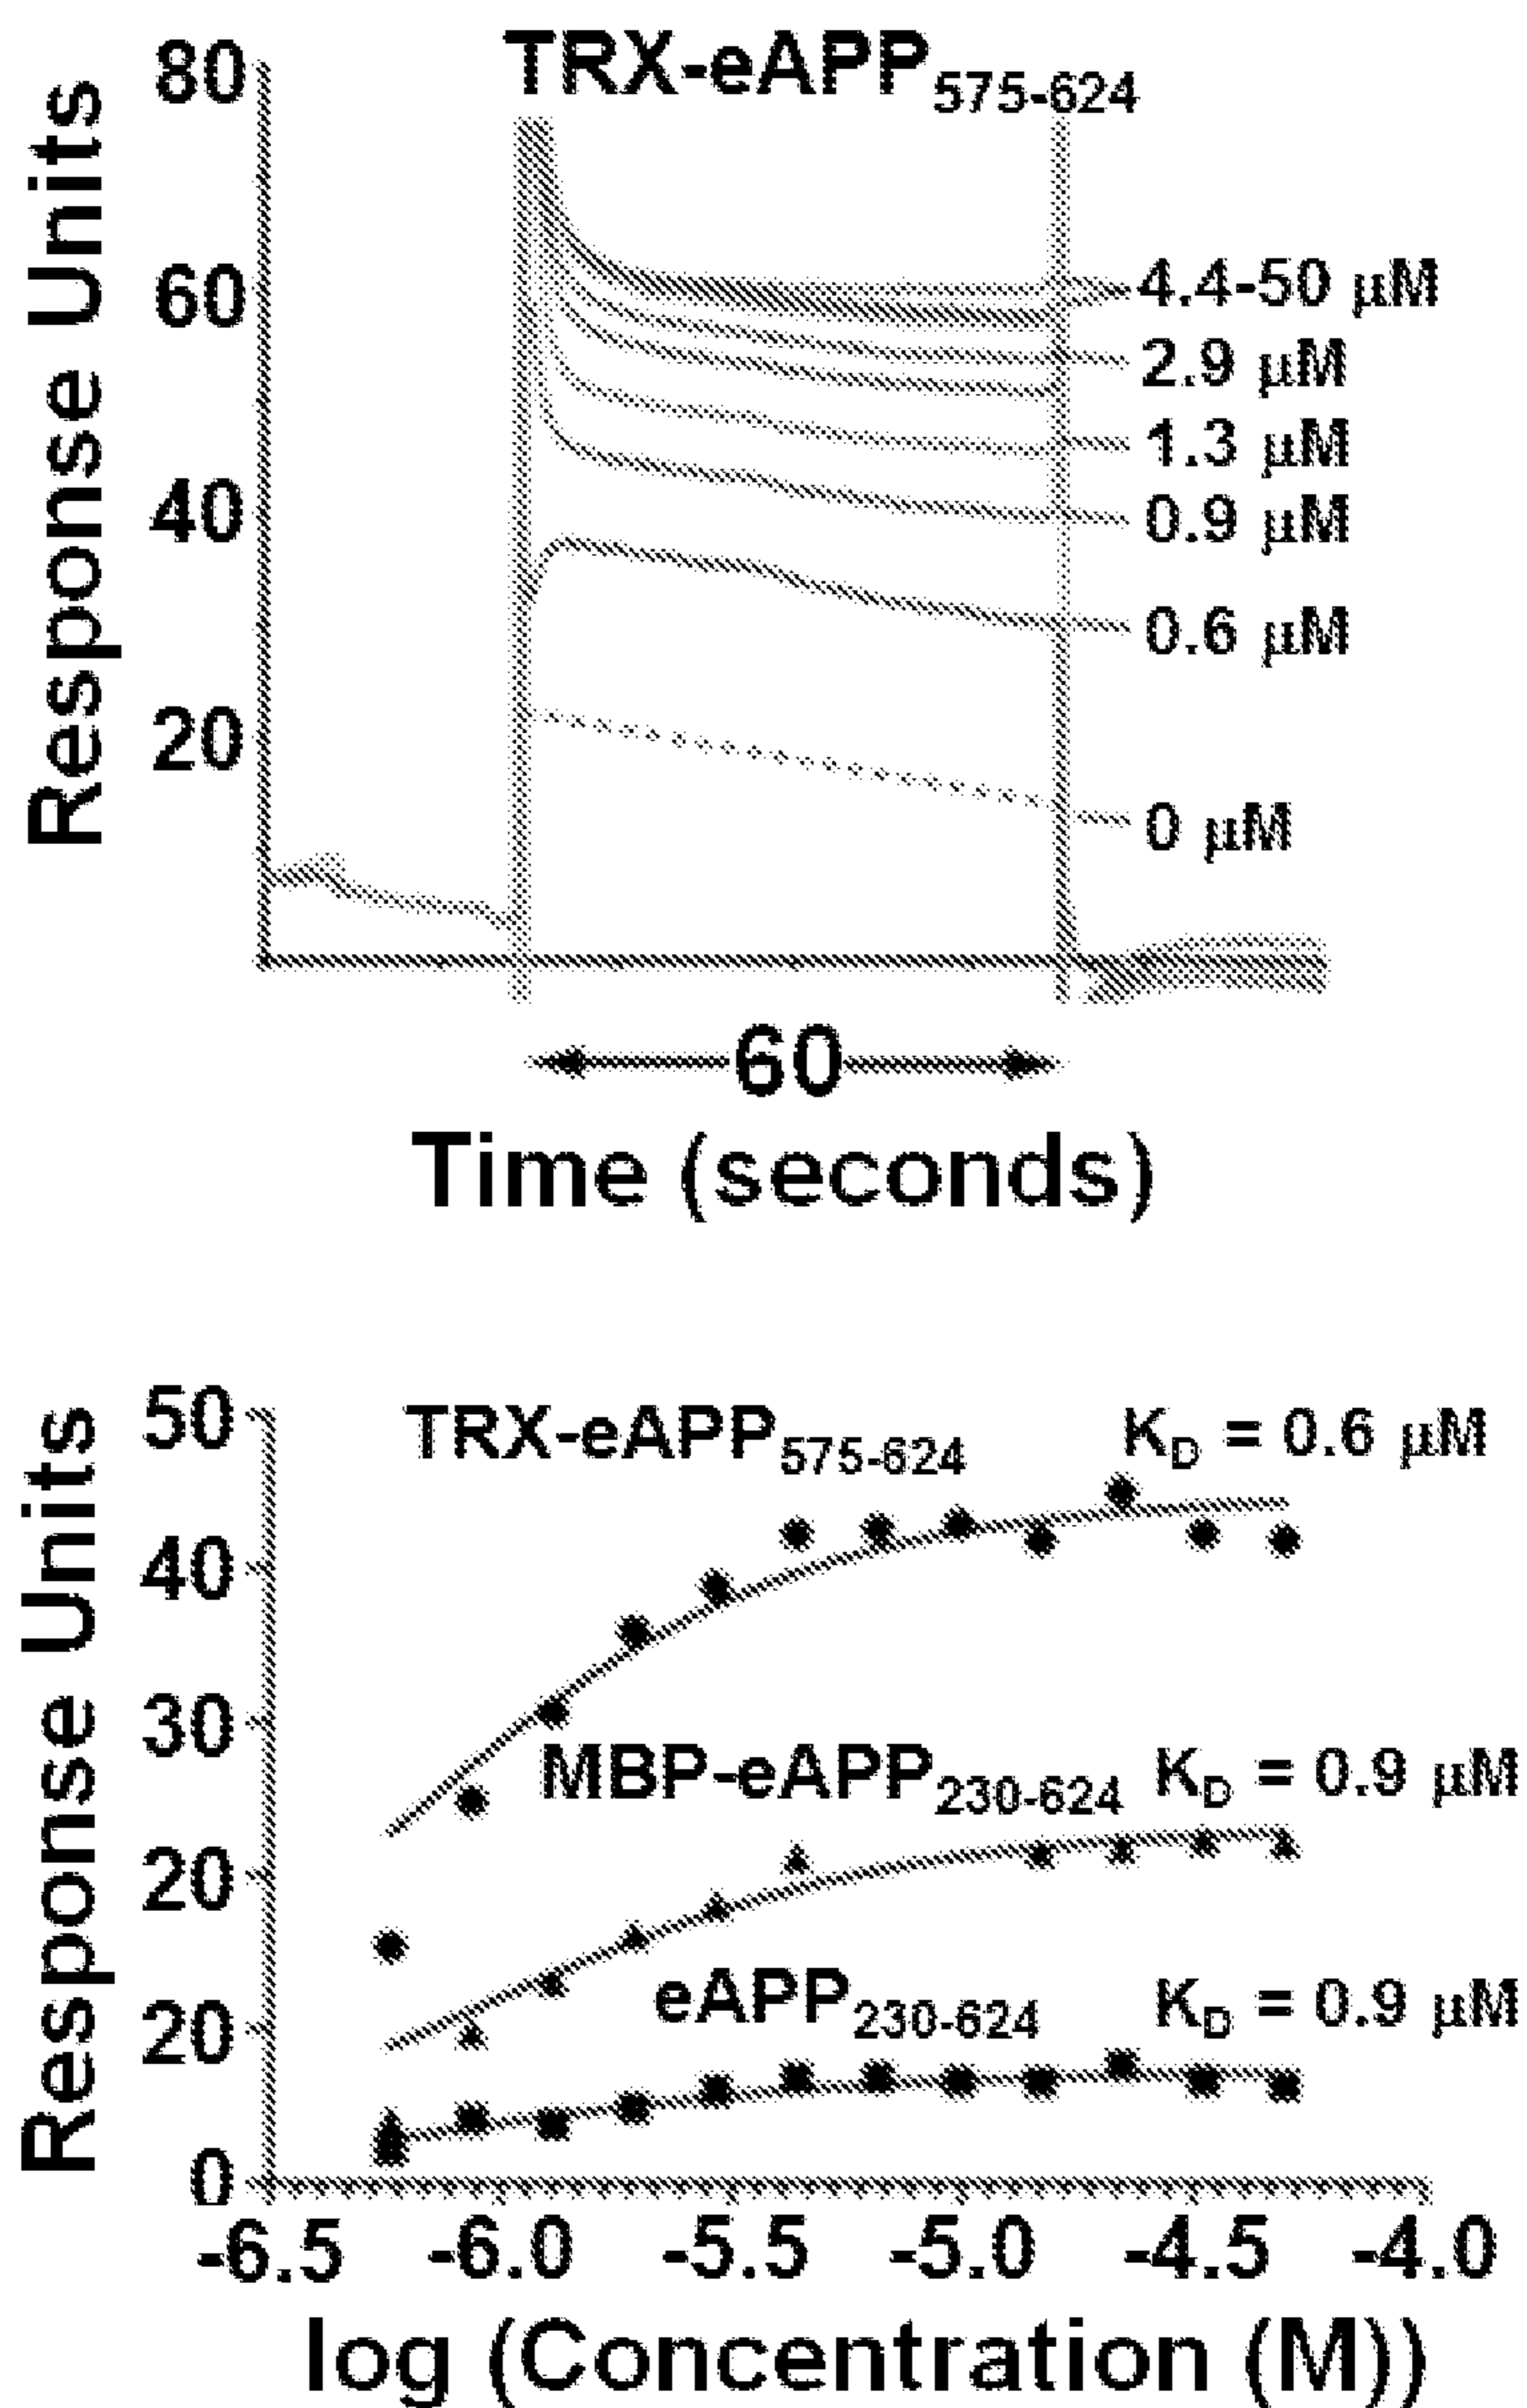 TRX-eAPP575-624
Response Units
80
60
40
20
4.4-50 µM
2.9 µM
1.3 µM
0.9 µM
0.6 µM
0 µM
60
Time (seconds)
Response Units
50
40
30
20
20
0
TRX-eAPP575-624 KD = 0.6 µM
MBP-eAPP230-624 KD = 0.9 µM
eAPP230-624 KD = 0.9 µM
-6.5 -6.0 -5.5 -5.0 -4.5 -4.0
log (Concentration (M))